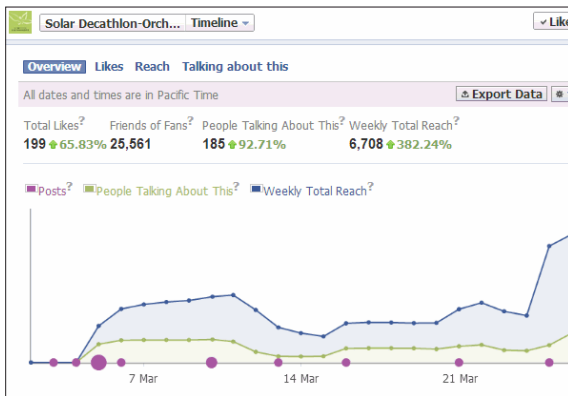 Solar Decathlon-Orch... Timeline
Like
Overview Likes Reach Talking about this
All dates and times are in Pacific Time Export Data
Total Likes? Friends of Fans? People Talking About This? Weekly Total Reach?
199 65.83% 25,561 185 92.71% 6,708 382.24%
Posts? People Talking About This? Weekly Total Reach?
7 Mar 14 Mar 21 Mar